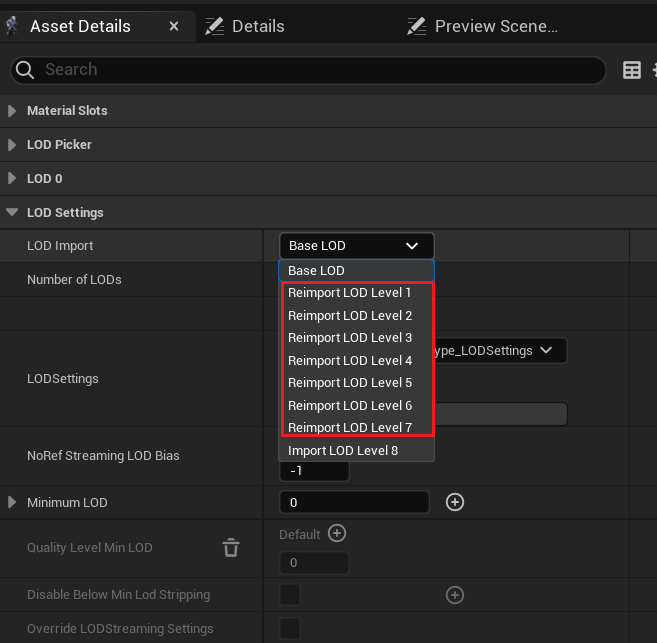 Asset Details
Details
Preview Scene...
Search
Material Slots
LOD Picker
LOD 0
LOD Settings
LOD Import
Base LOD
Base LOD
Reimport LOD Level 1
Reimport LOD Level 2
Reimport LOD Level 3
Reimport LOD Level 4
Reimport LOD Level 5
Reimport LOD Level 6
Reimport LOD Level 7
Import LOD Level 8
Number of LODs
LODSettings
ype_LODSettings
NoRef Streaming LOD Bias
-1
Minimum LOD
0
Quality Level Min LOD
Default
0
Disable Below Min Lod Stripping
Override LODStreaming Settings